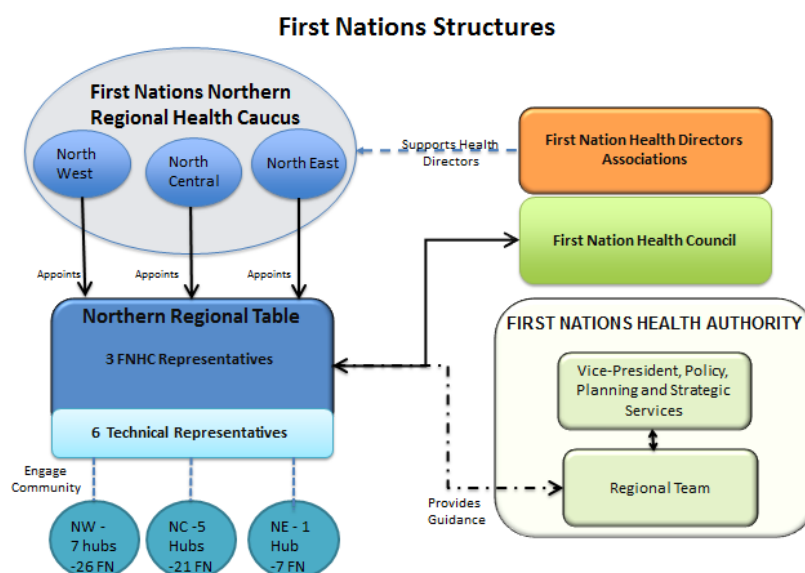 First Nations Structures
First Nations Northern
Regional Health Caucus
North
West
North
Central
North East
Supports Health
Directors
First Nation Health Directors
Associations
First Nation Health Council
Appoints
Appoints
Appoints
Northern Regional Table
3 FNHC Representatives
6 Technical Representatives
FIRST NATIONS HEALTH AUTHORITY
Vice-President, Policy,
Planning and Strategic
Services
Regional Team
Engage
Community
Provides
Guidance
NW -
7 hubs
-26 FN
NC -5
Hubs
-21 FN
NE - 1
Hub
-7 FN